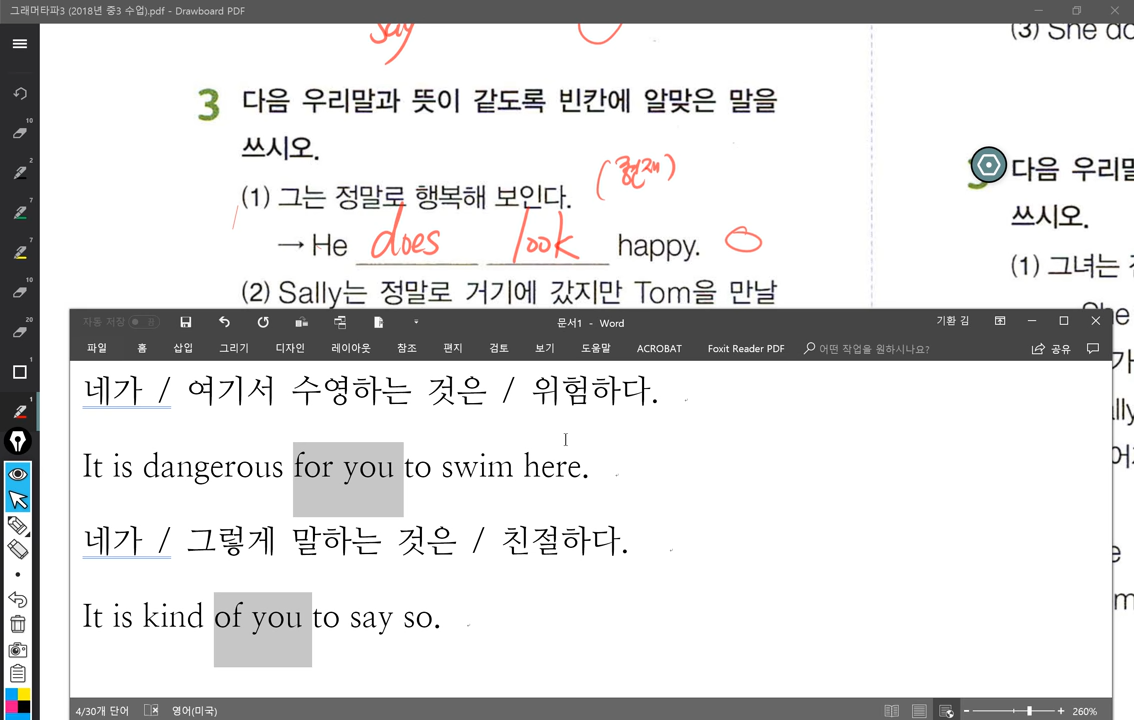 그래머타파3 (2018년 중3 수업).pdf - Drawboard PDF
say
(3) She do
3 다음 우리말과 뜻이 같도록 빈칸에 알맞은 말을
쓰시오.
(1) 그는 정말로 행복해 보인다. (현재)
→ He does look happy.
(2) Sally는 정말로 거기에 갔지만 Tom을 만날
다음 우리말
쓰시오.
(1) 그녀는
She
10
2
7
7
10
20
1
1
자동 저장
문서1 - Word
기환 김
파일 홈 삽입 그리기 디자인 레이아웃 참조 편지 검토 보기 도움말 ACROBAT Foxit Reader PDF 어떤 작업을 원하시나요? 공유
네가 / 여기서 수영하는 것은 / 위험하다.
It is dangerous for you to swim here.
네가 / 그렇게 말하는 것은 / 친절하다.
It is kind of you to say so.
4/30개 단어 영어(미국) 260%